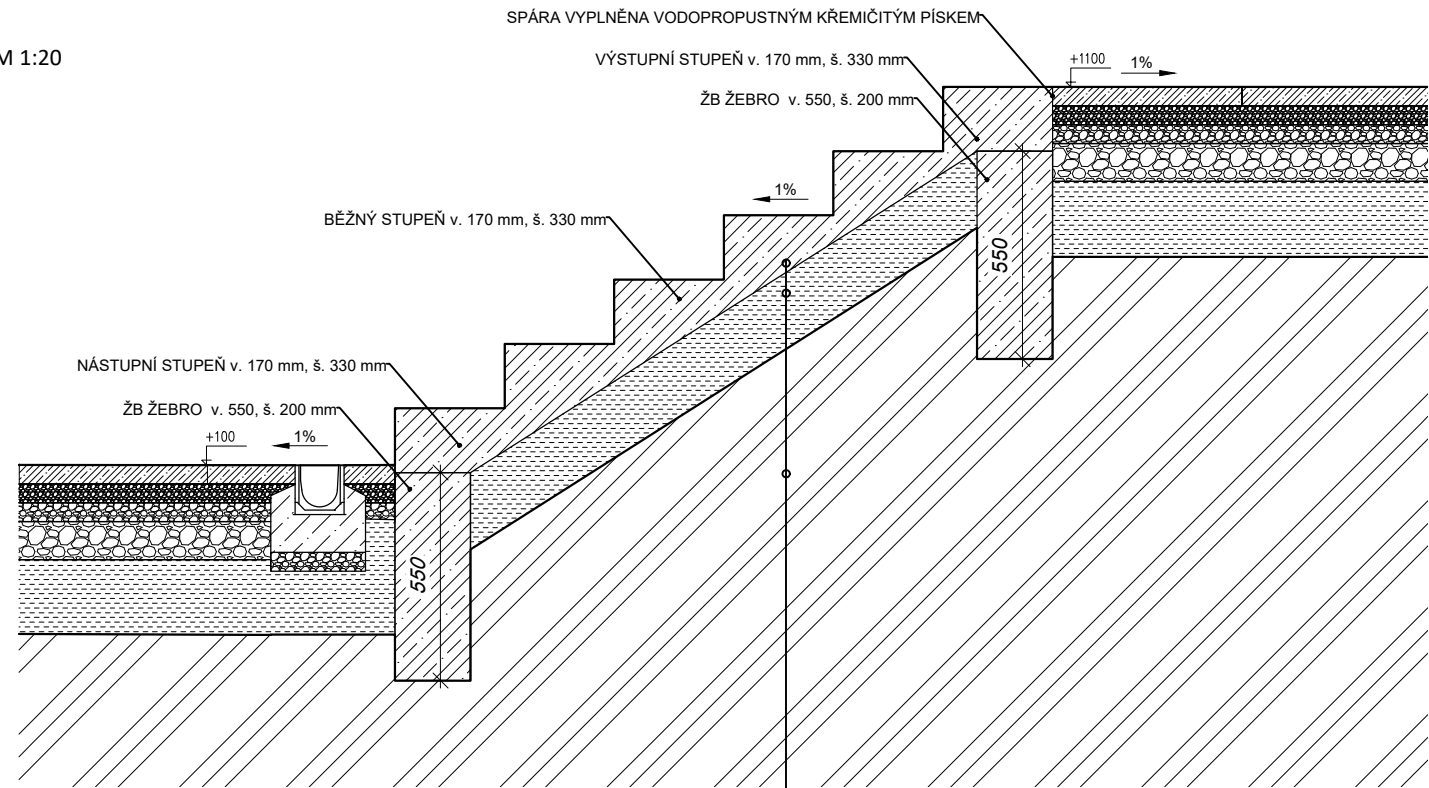 SPÁRA VYPLNĚNA VODOPROPUSTNÝM KŘEMIČITÝM PÍSKEM
M 1:20
VÝSTUPNÍ STUPEŇ v. 170 mm, š. 330 mm
+1100
1%
ŽB ŽEBRO v. 550, š. 200 mm
1%
BĚŽNÝ STUPEŇ v. 170 mm, š. 330 mm
550
NÁSTUPNÍ STUPEŇ v. 170 mm, š. 330 mm
ŽB ŽEBRO v. 550, š. 200 mm
+100
1%
550